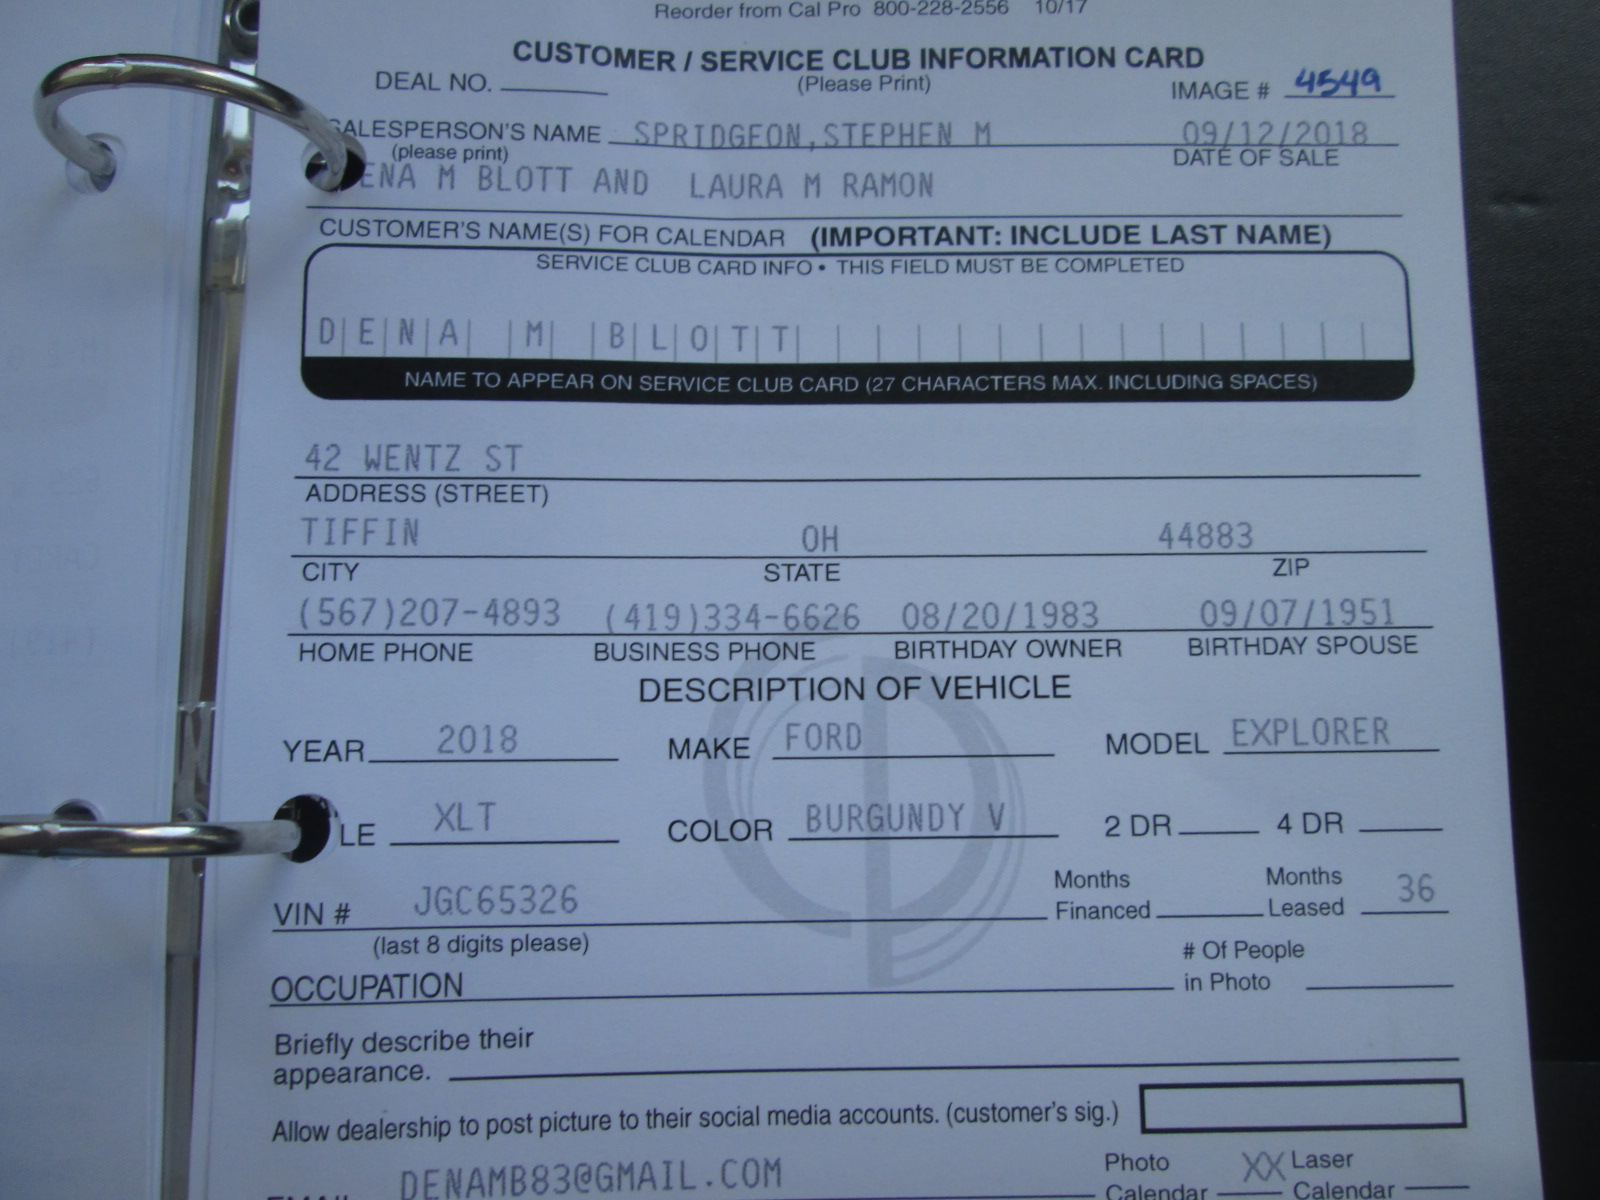 Reorder from Cal Pro 800-228-2556 10/17
CUSTOMER / SERVICE CLUB INFORMATION CARD
DEAL NO. (Please Print) IMAGE # 4549
SALESPERSON'S NAME SPRIDGEON,STEPHEN M 09/12/2018
(please print) DATE OF SALE
ENA M BLOTT AND LAURA M RAMON
CUSTOMER'S NAME(S) FOR CALENDAR (IMPORTANT: INCLUDE LAST NAME)
SERVICE CLUB CARD INFO • THIS FIELD MUST BE COMPLETED
DENA M BLOTT
NAME TO APPEAR ON SERVICE CLUB CARD (27 CHARACTERS MAX. INCLUDING SPACES)
42 WENTZ ST
ADDRESS (STREET)
TIFFIN OH 44883
CITY STATE ZIP
(567)207-4893 (419)334-6626 08/20/1983 09/07/1951
HOME PHONE BUSINESS PHONE BIRTHDAY OWNER BIRTHDAY SPOUSE
DESCRIPTION OF VEHICLE
YEAR 2018 MAKE FORD MODEL EXPLORER
LE XLT COLOR BURGUNDY V 2 DR 4 DR
VIN # JGC65326 Months Financed Months Leased 36
(last 8 digits please)
OCCUPATION # Of People in Photo
Briefly describe their
appearance.
Allow dealership to post picture to their social media accounts. (customer's sig.)
EMAIL DENAMB83@GMAIL.COM Photo Calendar XX Laser Calendar